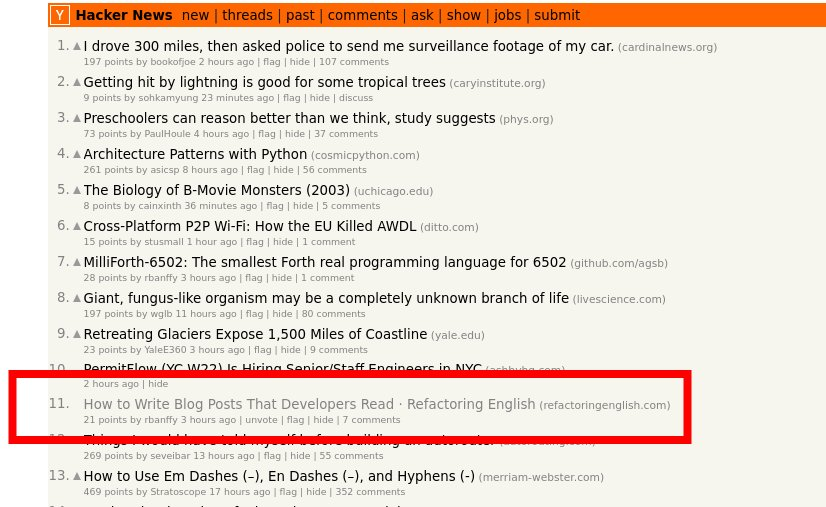 Y Hacker News new | threads | past | comments | ask | show | jobs | submit
1. I drove 300 miles, then asked police to send me surveillance footage of my car. (cardinalnews.org)
197 points by bookofjoe 2 hours ago | flag | hide | 107 comments
2. Getting hit by lightning is good for some tropical trees (caryinstitute.org)
9 points by sohkamyung 23 minutes ago | flag | hide | discuss
3. Preschoolers can reason better than we think, study suggests (phys.org)
73 points by PaulHoule 4 hours ago | flag | hide | 37 comments
4. Architecture Patterns with Python (cosmicpython.com)
261 points by asicsp 8 hours ago | flag | hide | 56 comments
5. The Biology of B-Movie Monsters (2003) (uchicago.edu)
8 points by cainxinth 36 minutes ago | flag | hide | 5 comments
6. Cross-Platform P2P Wi-Fi: How the EU Killed AWDL (ditto.com)
15 points by stusmall 1 hour ago | flag | hide | 1 comment
7. MilliForth-6502: The smallest Forth real programming language for 6502 (github.com/agsb)
28 points by rbanffy 3 hours ago | flag | hide | 1 comment
8. Giant, fungus-like organism may be a completely unknown branch of life (livescience.com)
197 points by wglb 11 hours ago | flag | hide | 80 comments
9. Retreating Glaciers Expose 1,500 Miles of Coastline (yale.edu)
23 points by YaleE360 3 hours ago | flag | hide | 9 comments
10. PermitFlow (YC W22) Is Hiring Senior/Staff Engineers in NYC (ashbyhq.com)
2 hours ago | hide
11. How to Write Blog Posts That Developers Read · Refactoring English (refactoringenglish.com)
21 points by rbanffy 3 hours ago | unvote | flag | hide | 7 comments
12. Things I would have told myself before building an autorouter
269 points by seveibar 13 hours ago | flag | hide | 55 comments
13. How to Use Em Dashes (–), En Dashes (–), and Hyphens (-) (merriam-webster.com)
469 points by Stratoscope 17 hours ago | flag | hide | 352 comments